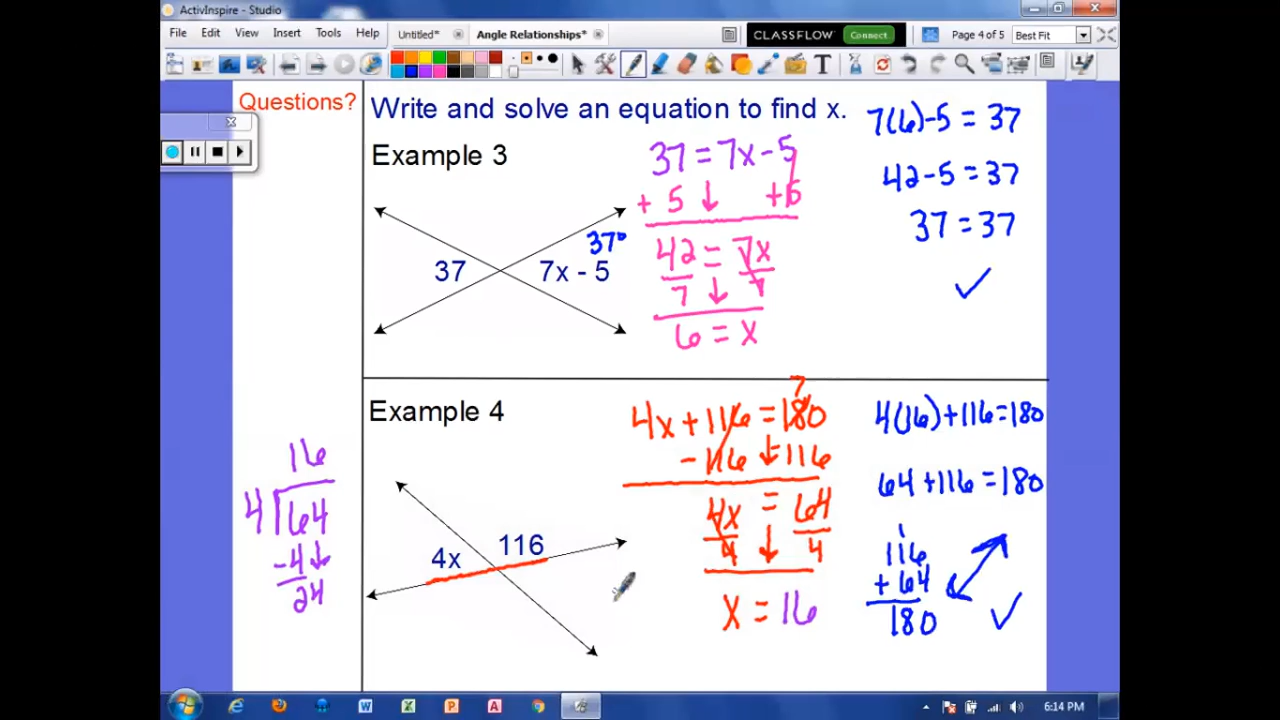 ActivInspire - Studio
File Edit View Insert Tools Help Untitled* Angle Relationships* CLASSFLOW Connect Page 4 of 5 Best Fit
Questions?
Write and solve an equation to find x.
Example 3
37
7x - 5
37°
37 = 7x - 5
+ 5 ↓ + 5
42 = 7x
7 ↓ 7
6 = x
7(6) - 5 = 37
42 - 5 = 37
37 = 37
✓
Example 4
4x
116
7
4x + 116 = 180
- 116 ↓ - 116
4x = 64
4 ↓ 4
x = 16
16
4 64
- 4 ↓
24
4(16) + 116 = 180
64 + 116 = 180
1
116
+ 64
180
✓
6:14 PM